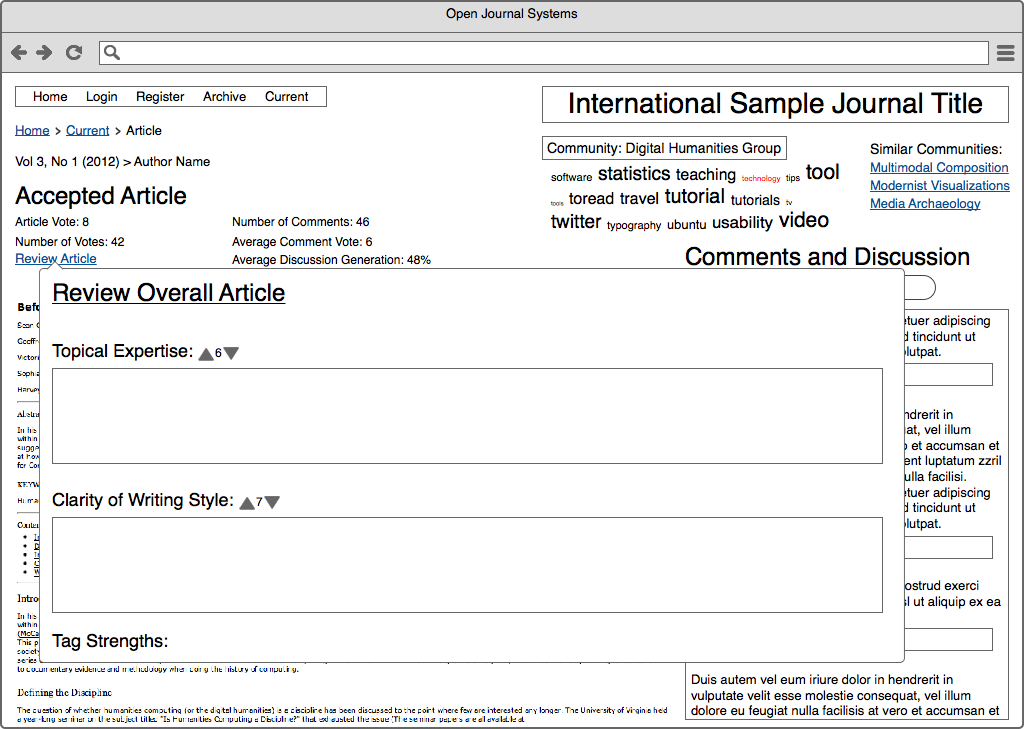 Open Journal Systems
Home Login Register Archive Current
International Sample Journal Title
Home > Current > Article
Vol 3, No 1 (2012) > Author Name
Accepted Article
Article Vote: 8
Number of Comments: 46
Number of Votes: 42
Average Comment Vote: 6
Review Article
Average Discussion Generation: 48%
Community: Digital Humanities Group
software statistics teaching technology tips tool
tools toread travel tutorial tutorials tv
twitter typography ubuntu usability video
Similar Communities:
Multimodal Composition
Modernist Visualizations
Media Archaeology
Comments and Discussion
Review Overall Article
Topical Expertise: 6
Clarity of Writing Style: 7
Tag Strengths:
etuer adipiscing
d tincidunt ut
olutpat.
ndrerit in
uat, vel illum
o et accumsan et
ent luptatum zzril
ulla facilisi.
etuer adipiscing
d tincidunt ut
olutpat.
ostrud exerci
sl ut aliquip ex ea
Duis autem vel eum iriure dolor in hendrerit in
vulputate velit esse molestie consequat, vel illum
dolore eu feugiat nulla facilisis at vero et accumsan et
to documentary evidence and methodology when doing the history of computing.
Defining the Discipline
The question of whether humanities computing (or the digital humanities) is a discipline has been discussed to the point where few are interested any longer. The University of Virginia held
a year-long seminar on the subject titled "Is Humanities Computing a Discipline?" that exhausted the issue (The seminar papers are all available at